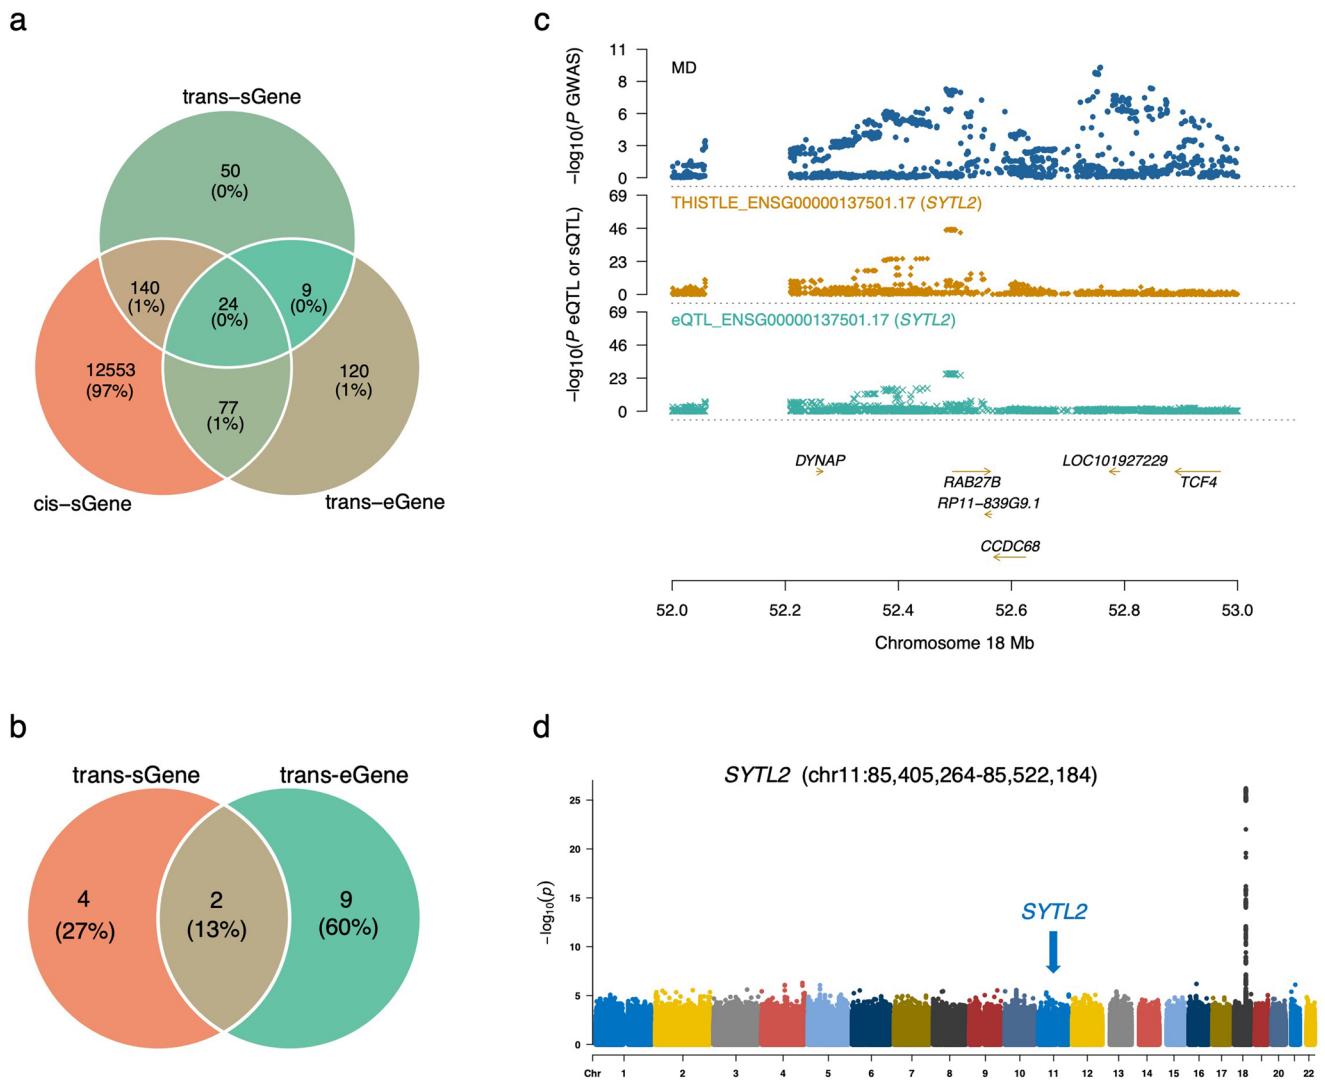 a
trans–sGene
50
(0%)
140
(1%)
9
(0%)
24
(0%)
12553
(97%)
120
(1%)
77
(1%)
cis–sGene
trans–eGene
b
trans-sGene
trans-eGene
4
(27%)
2
(13%)
9
(60%)
c
−log10(P GWAS)
11
8
6
3
0
MD
−log10(P eQTL or sQTL)
69
46
23
0
THISTLE_ENSG00000137501.17 (SYTL2)
69
46
23
0
eQTL_ENSG00000137501.17 (SYTL2)
DYNAP
LOC101927229
RAB27B
TCF4
RP11−839G9.1
CCDC68
52.0 52.2 52.4 52.6 52.8 53.0
Chromosome 18 Mb
d
SYTL2 (chr11:85,405,264-85,522,184)
−log10(p)
25
20
15
10
5
0
SYTL2
Chr 1 2 3 4 5 6 7 8 9 10 11 12 13 14 15 16 17 18 20 22